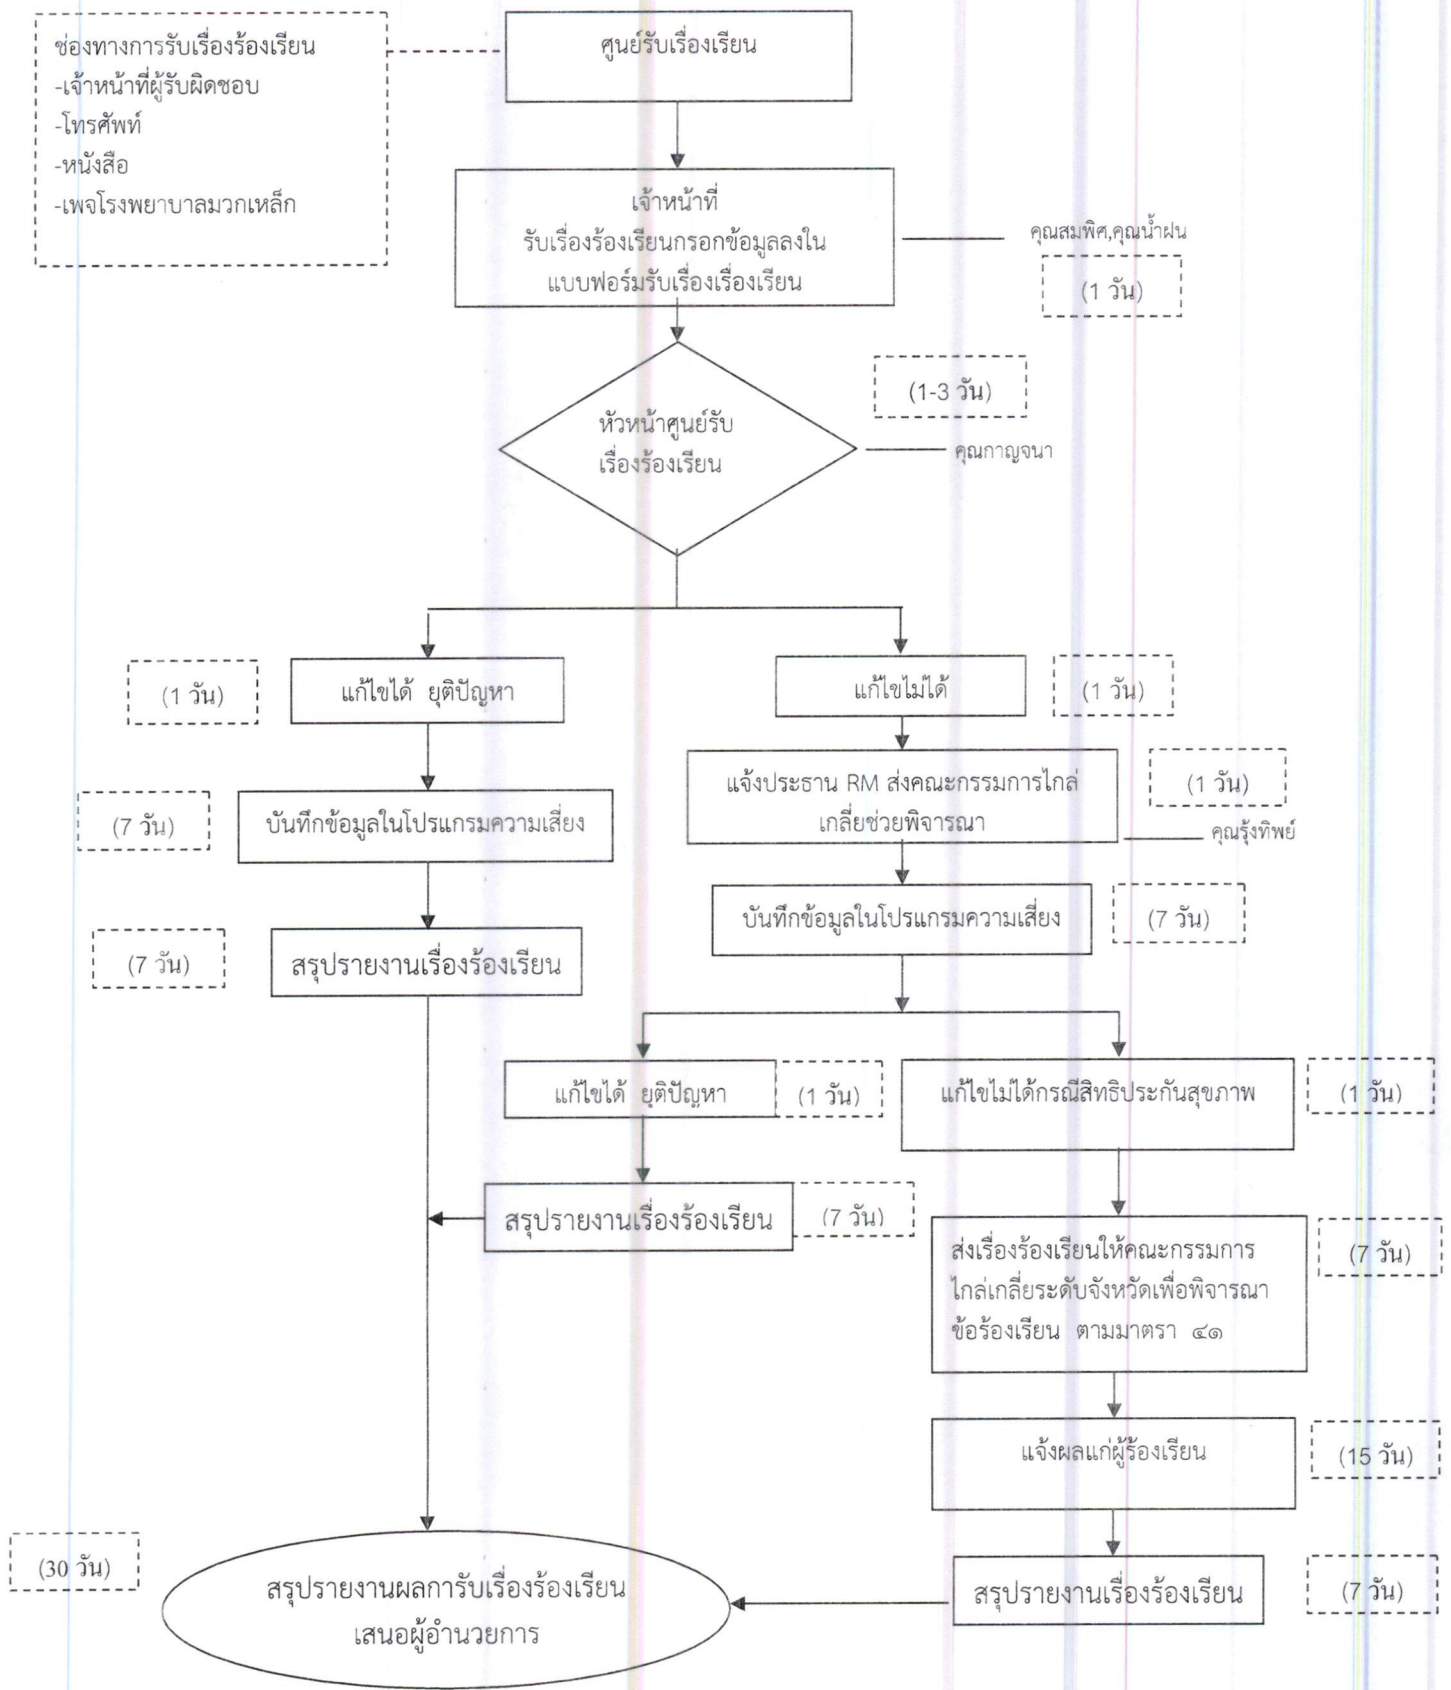 ช่องทางการรับเรื่องร้องเรียน
-เจ้าหน้าที่ผู้รับผิดชอบ
-โทรศัพท์
-หนังสือ
-เพจโรงพยาบาลมวกเหล็ก
ศูนย์รับเรื่องเรียน
เจ้าหน้าที่
รับเรื่องร้องเรียนกรอกข้อมูลลงใน
แบบฟอร์มรับเรื่องเรื่องเรียน
คุณสมพิศ,คุณน้ำฝน
(1 วัน)
(1-3 วัน)
หัวหน้าศูนย์รับ
เรื่องร้องเรียน
คุณกาญจนา
(1 วัน)
แก้ไขได้ ยุติปัญหา
แก้ไขไม่ได้
(1 วัน)
(7 วัน)
บันทึกข้อมูลในโปรแกรมความเสี่ยง
แจ้งประธาน RM ส่งคณะกรรมการไกล่
เกลี่ยช่วยพิจารณา
(1 วัน)
คุณรุ้งทิพย์
(7 วัน)
สรุปรายงานเรื่องร้องเรียน
บันทึกข้อมูลในโปรแกรมความเสี่ยง
(7 วัน)
แก้ไขได้ ยุติปัญหา
(1 วัน)
แก้ไขไม่ได้กรณีสิทธิประกันสุขภาพ
(1 วัน)
สรุปรายงานเรื่องร้องเรียน
(7 วัน)
ส่งเรื่องร้องเรียนให้คณะกรรมการ
ไกล่เกลี่ยระดับจังหวัดเพื่อพิจารณา
ข้อร้องเรียน ตามมาตรา ๔๑
(7 วัน)
แจ้งผลแก่ผู้ร้องเรียน
(15 วัน)
(30 วัน)
สรุปรายงานผลการับเรื่องร้องเรียน
เสนอผู้อำนวยการ
สรุปรายงานเรื่องร้องเรียน
(7 วัน)